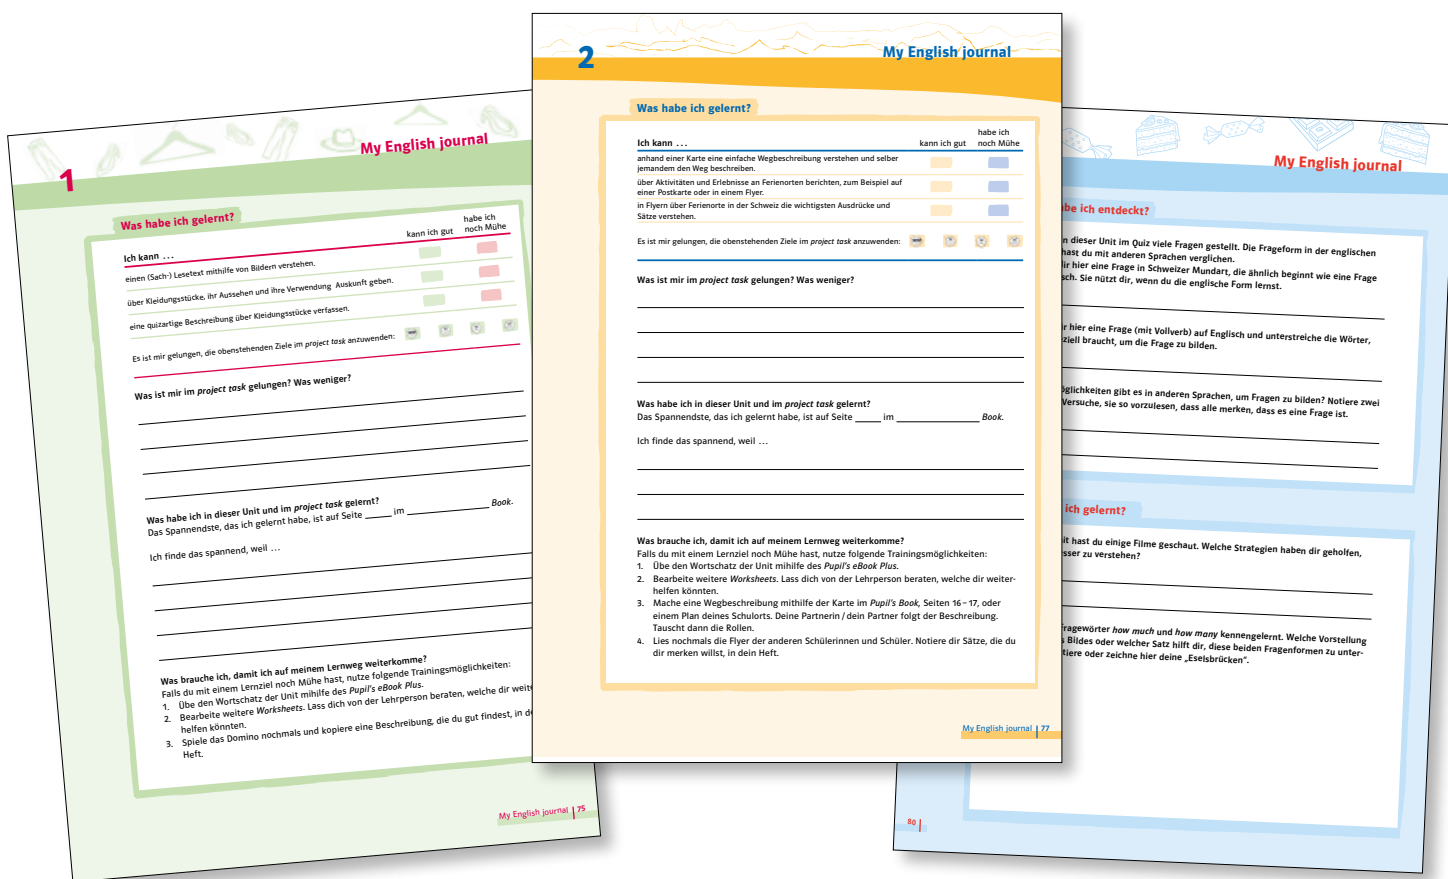 1
My English journal
Was habe ich gelernt?
Ich kann ...
kann ich gut
habe ich
noch Mühe
einen (Sach-) Lesetext mithilfe von Bildern verstehen.
über Kleidungsstücke, ihr Aussehen und ihre Verwendung Auskunft geben.
eine quizartige Beschreibung über Kleidungsstücke verfassen.
Es ist mir gelungen, die obenstehenden Ziele im project task anzuwenden:
Was ist mir im project task gelungen? Was weniger?
Was habe ich in dieser Unit und im project task gelernt?
Das Spannendste, das ich gelernt habe, ist auf Seite _____ im _____ Book.
Ich finde das spannend, weil ...
Was brauche ich, damit ich auf meinem Lernweg weiterkomme?
Falls du mit einem Lernziel noch Mühe hast, nutze folgende Trainingsmöglichkeiten:
1. Übe den Wortschatz der Unit mihilfe des Pupil's eBook Plus.
2. Bearbeite weitere Worksheets. Lass dich von der Lehrperson beraten, welche dir weite
helfen könnten.
3. Spiele das Domino nochmals und kopiere eine Beschreibung, die du gut findest, in d
Heft.
My English journal | 75
2
My English journal
Was habe ich gelernt?
Ich kann ...
kann ich gut
habe ich
noch Mühe
anhand einer Karte eine einfache Wegbeschreibung verstehen und selber
jemandem den Weg beschreiben.
über Aktivitäten und Erlebnisse an Ferienorten berichten, zum Beispiel auf
einer Postkarte oder in einem Flyer.
in Flyern über Ferienorte in der Schweiz die wichtigsten Ausdrücke und
Sätze verstehen.
Es ist mir gelungen, die obenstehenden Ziele im project task anzuwenden:
Was ist mir im project task gelungen? Was weniger?
Was habe ich in dieser Unit und im project task gelernt?
Das Spannendste, das ich gelernt habe, ist auf Seite _____ im _____ Book.
Ich finde das spannend, weil ...
Was brauche ich, damit ich auf meinem Lernweg weiterkomme?
Falls du mit einem Lernziel noch Mühe hast, nutze folgende Trainingsmöglichkeiten:
1. Übe den Wortschatz der Unit mihilfe des Pupil's eBook Plus.
2. Bearbeite weitere Worksheets. Lass dich von der Lehrperson beraten, welche dir weiter-
helfen könnten.
3. Mache eine Wegbeschreibung mithilfe der Karte im Pupil's Book, Seiten 16–17, oder
einem Plan deines Schulorts. Deine Partnerin / dein Partner folgt der Beschreibung.
Tauscht dann die Rollen.
4. Lies nochmals die Flyer der anderen Schülerinnen und Schüler. Notiere dir Sätze, die du
dir merken willst, in dein Heft.
My English journal | 77
My English journal
be ich entdeckt?
n dieser Unit im Quiz viele Fragen gestellt. Die Frageform in der englischen
hast du mit anderen Sprachen verglichen.
ir hier eine Frage in Schweizer Mundart, die ähnlich beginnt wie eine Frage
sch. Sie nützt dir, wenn du die englische Form lernst.
r hier eine Frage (mit Vollverb) auf Englisch und unterstreiche die Wörter,
ziell braucht, um die Frage zu bilden.
öglichkeiten gibt es in anderen Sprachen, um Fragen zu bilden? Notiere zwei
Versuche, sie so vorzulesen, dass alle merken, dass es eine Frage ist.
ich gelernt?
it hast du einige Filme geschaut. Welche Strategien haben dir geholfen,
sser zu verstehen?
Fragewörter how much und how many kennengelernt. Welche Vorstellung
s Bildes oder welcher Satz hilft dir, diese beiden Fragenformen zu unter-
tiere oder zeichne hier deine „Eselsbrücken“.
80 |